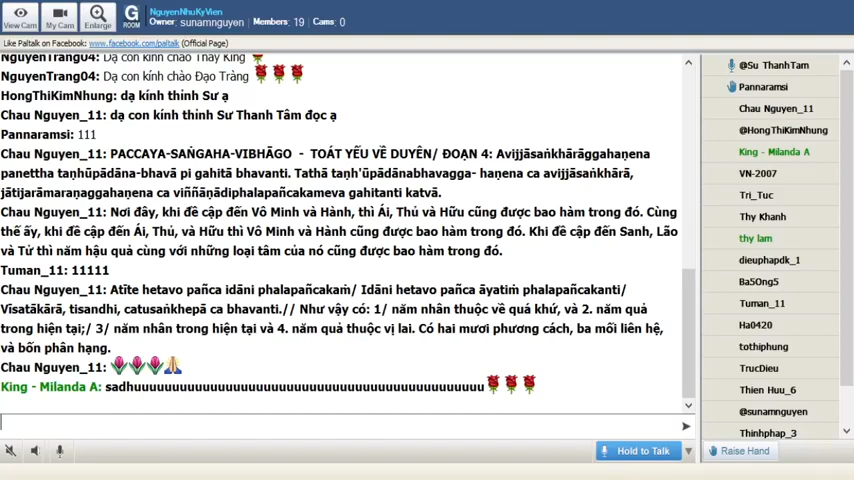 NguyenNhuKyVien
Owner: sunamnguyen | Members: 19 | Cams: 0
View Cam
My Cam
Enlarge
G
ROOM
Like Paltalk on Facebook: www.facebook.com/paltalk (Official Page)
NguyenTrang04: Dạ con kính chào Thầy King
NguyenTrang04: Dạ con kính chào Đạo Tràng
HongThiKimNhung: dạ kính thỉnh Sư ạ
Chau Nguyen_11: dạ con kính thỉnh Sư Thanh Tâm đọc ạ
Pannaramsi: 111
Chau Nguyen_11: PACCAYA-SAṄGAHA-VIBHĀGO - TOÁT YẾU VỀ DUYÊN/ ĐOẠN 4: Avijjāsaṅkhārāggahaṇena
panettha taṇhūpādāna-bhavā pi gahitā bhavanti. Tathā taṇh'ūpādānabhavagga- haṇena ca avijjāsaṅkhārā,
jātijarāmaraṇaggahaṇena ca viññāṇādiphalapañcakameva gahitanti katvā.
Chau Nguyen_11: Nơi đây, khi đề cập đến Vô Minh và Hành, thì Ái, Thủ và Hữu cũng được bao hàm trong đó. Cùng
thế ấy, khi đề cập đến Ái, Thủ, và Hữu thì Vô Minh và Hành cũng được bao hàm trong đó. Khi đề cập đến Sanh, Lão
và Tử thì năm hậu quả cùng với những loại tâm của nó cũng được bao hàm trong đó.
Tuman_11: 11111
Chau Nguyen_11: Atīte hetavo pañca idāni phalapañcakaṁ/ Idāni hetavo pañca āyatiṁ phalapañcakanti/
Vīsatākārā, tisandhi, catusaṅkhepā ca bhavanti.// Như vậy có: 1/ năm nhân thuộc về quá khứ, và 2. năm quả
trong hiện tại;/ 3/ năm nhân trong hiện tại và 4. năm quả thuộc vị lai. Có hai mươi phương cách, ba mối liên hệ,
và bốn phân hạng.
Chau Nguyen_11:
King - Milanda A: sadhuuuuuuuuuuuuuuuuuuuuuuuuuuuuuuuuuuuuuuuuuuuuu
Hold to Talk
@Su ThanhTam
Pannaramsi
Chau Nguyen_11
@HongThiKimNhung
King - Milanda A
VN-2007
Tri_Tuc
Thy Khanh
thy lam
dieuphapdk_1
Ba5Ong5
Tuman_11
Ha0420
tothiphung
TrucDieu
Thien Huu_6
@sunamnguyen
Thinhphap_3
Raise Hand